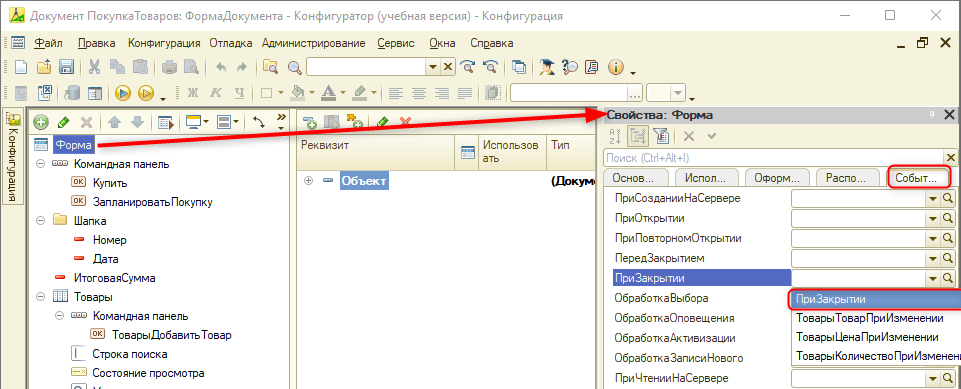 Документ ПокупкаТоваров: ФормаДокумента - Конфигуратор (учебная версия) - Конфигурация
Файл Правка Конфигурация Отладка Администрирование Сервис Окна Справка
Конфигурация
Форма
Командная панель
Купить
ЗапланироватьПокупку
Шапка
Номер
Дата
ИтоговаяСумма
Товары
Командная панель
ТоварыДобавитьТовар
Строка поиска
Состояние просмотра
Реквизит Использовать Тип
Объект (Докуме
Свойства: Форма
Поиск (Ctrl+Alt+I)
Основ... Испол... Оформ... Распо... Событ...
ПриСозданииНаСервере
ПриОткрытии
ПриПовторномОткрытии
ПередЗакрытием
ПриЗакрытии
ОбработкаВыбора
ОбработкаОповещения
ОбработкаАктивизации
ОбработкаЗаписиНового
ПриЧтенииНаСервере
ПриЗакрытии
ТоварыТоварПриИзменении
ТоварыЦенаПриИзменении
ТоварыКоличествоПриИзменени